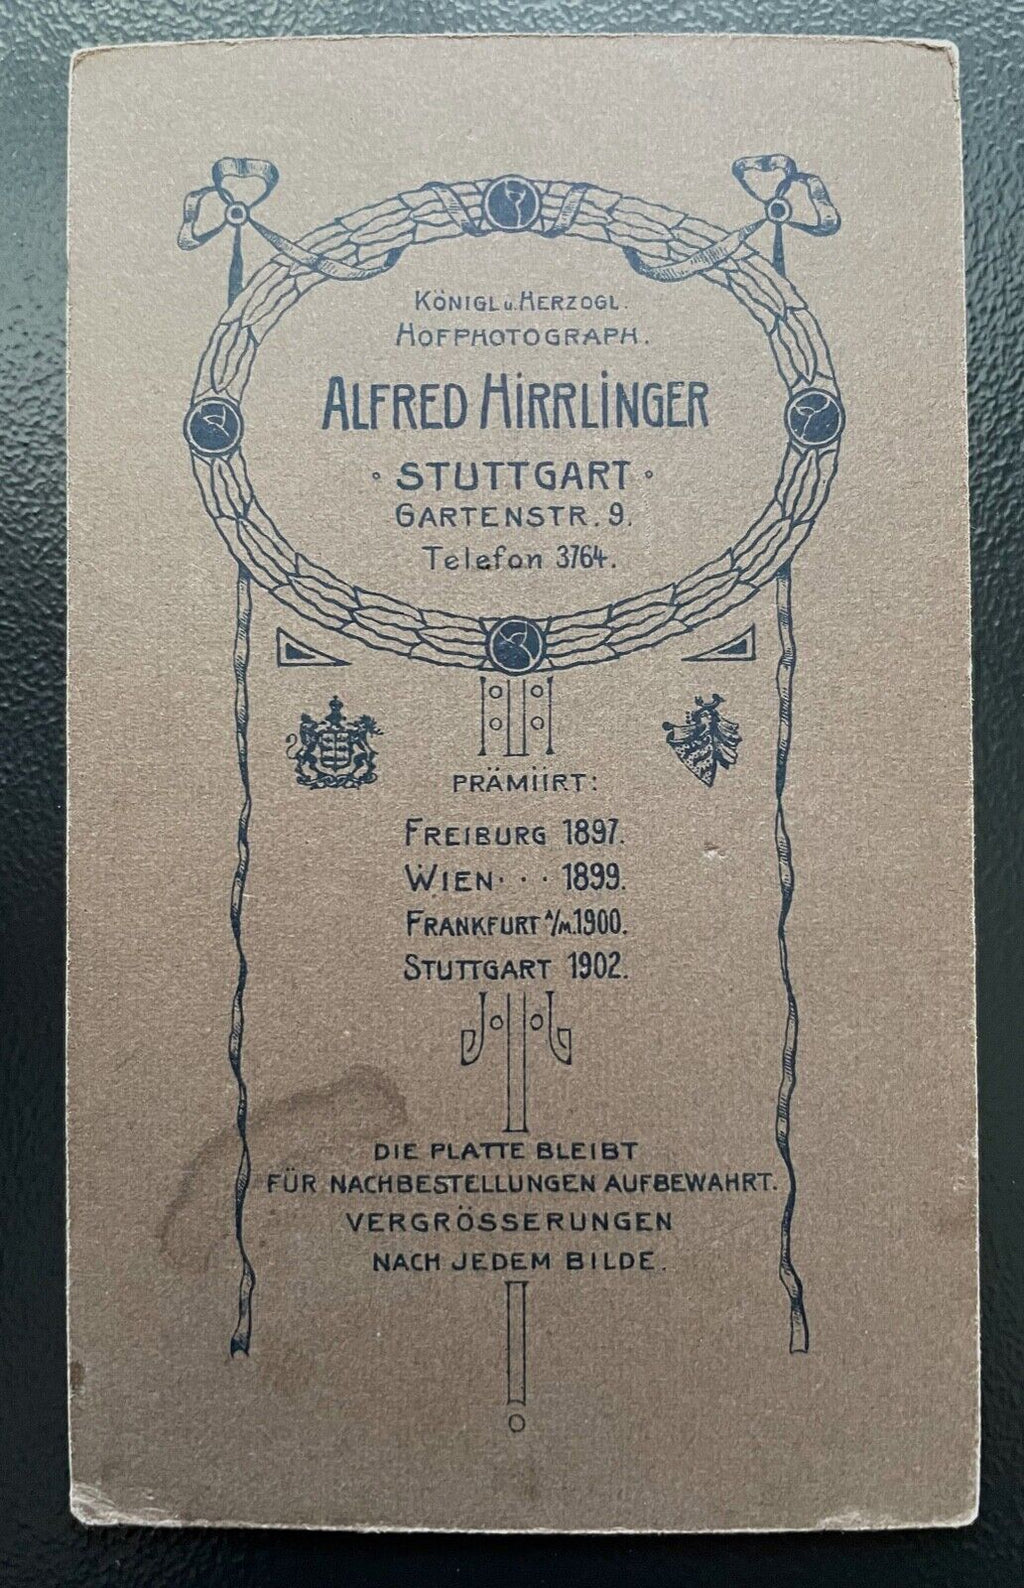 KÖNIGL. u. HERZOGL.
HOFPHOTOGRAPH.
ALFRED HIRRLINGER
STUTTGART
GARTENSTR. 9.
Telefon 3764.
PRÄMIIRT:
FREIBURG 1897.
WIEN · · · 1899.
FRANKFURT A/M. 1900.
STUTTGART 1902.
DIE PLATTE BLEIBT
FÜR NACHBESTELLUNGEN AUFBEWAHRT.
VERGRÖSSERUNGEN
NACH JEDEM BILDE.